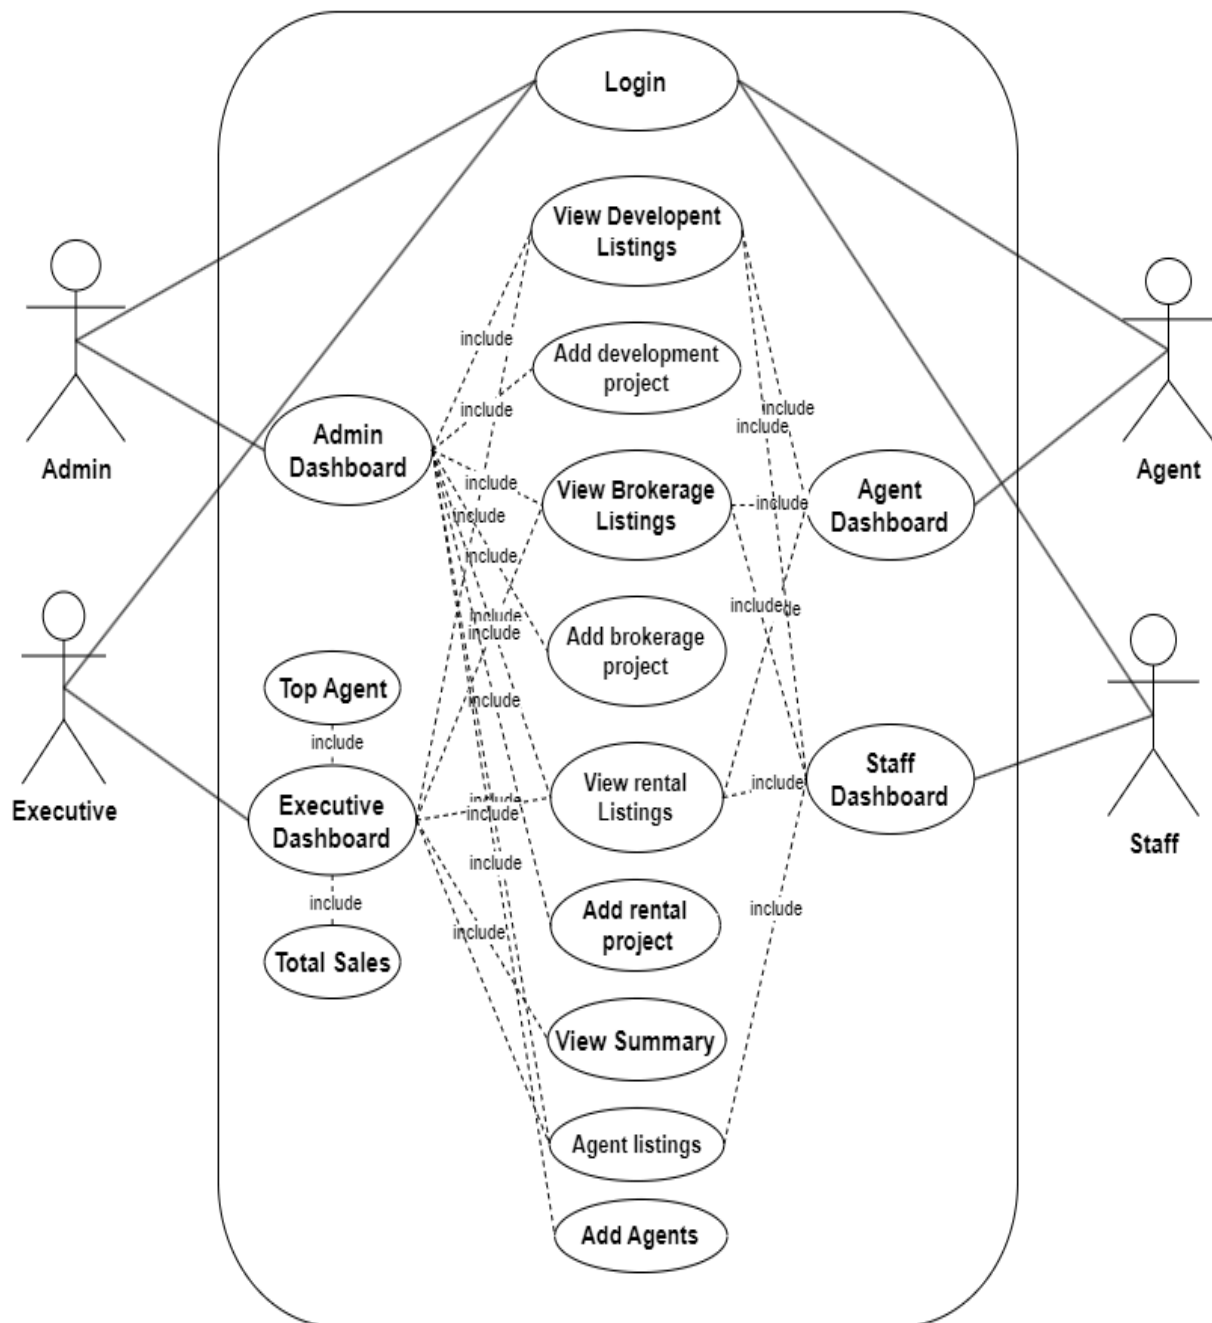 Login
View Developent
Listings
include
Add development
project
include
include
include
Admin
Dashboard
Admin
include
View Brokerage
Listings
include
Agent
Dashboard
Agent
include
include
include
include
Add brokerage
project
include
Top Agent
include
include
View rental
Listings
include
Staff
Dashboard
Executive
Dashboard
Executive
include
Staff
include
include
Add rental
project
include
include
Total Sales
View Summary
Agent listings
Add Agents